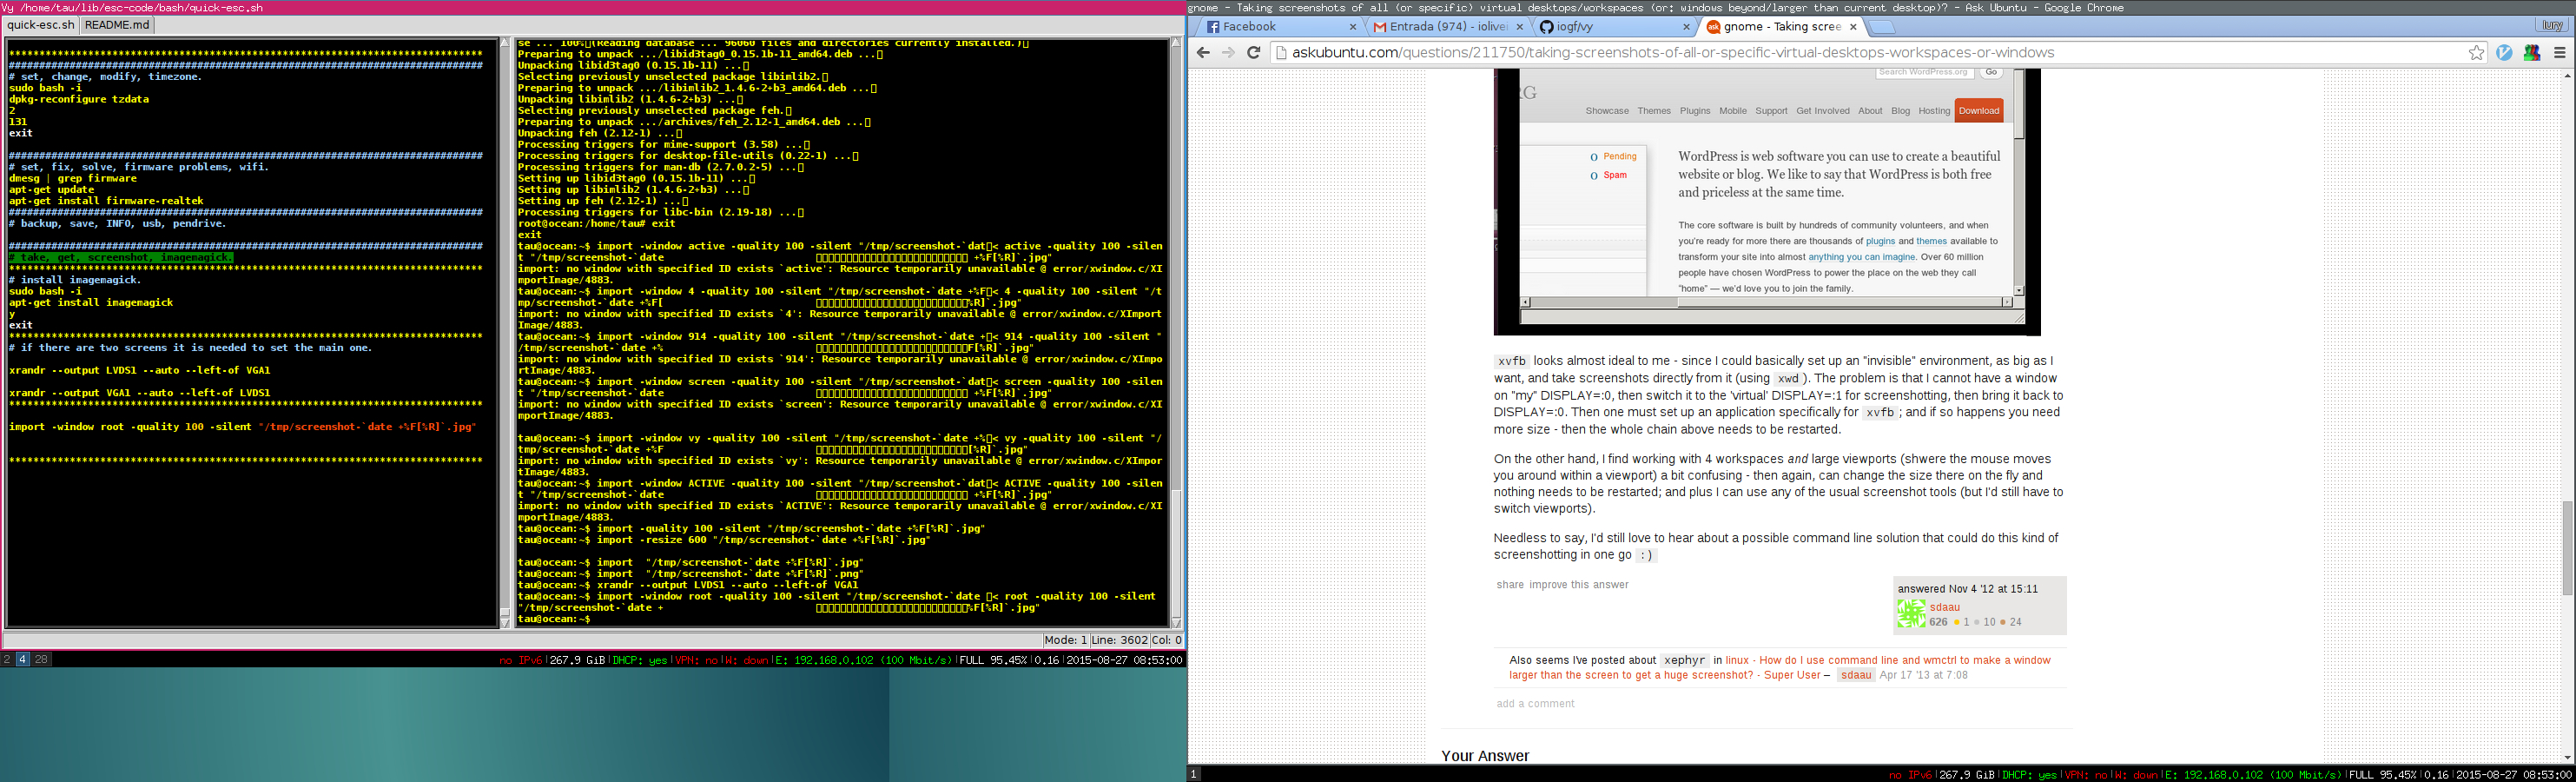 Vy /home/tau/lib/esc-code/bash/quick-esc.sh
quick-esc.sh README.md
******************************************************************************
##############################################################################
# set, change, modify, timezone.
sudo bash -i
dpkg-reconfigure tzdata
2
131
exit
##############################################################################
# set, fix, solve, firmware problems, wifi.
dmesg | grep firmware
apt-get update
apt-get install firmware-realtek
##############################################################################
# backup, save, INFO, usb, pendrive.
##############################################################################
# take, get, screenshot, imagemagick.
******************************************************************************
# install imagemagick.
sudo bash -i
apt-get install imagemagick
y
exit
******************************************************************************
# if there are two screens it is needed to set the main one.
xrandr --output LVDS1 --auto --left-of VGA1
xrandr --output VGA1 --auto --left-of LVDS1
******************************************************************************
import -window root -quality 100 -silent "/tmp/screenshot-`date +%F[%R]`.jpg"
******************************************************************************
se ... 100%▯(Reading database ... 96060 files and directories currently installed.)▯
Preparing to unpack .../libid3tag0_0.15.1b-11_amd64.deb ...▯
Unpacking libid3tag0 (0.15.1b-11) ...▯
Selecting previously unselected package libimlib2.▯
Preparing to unpack .../libimlib2_1.4.6-2+b3_amd64.deb ...▯
Unpacking libimlib2 (1.4.6-2+b3) ...▯
Selecting previously unselected package feh.▯
Preparing to unpack .../archives/feh_2.12-1_amd64.deb ...▯
Unpacking feh (2.12-1) ...▯
Processing triggers for mime-support (3.58) ...▯
Processing triggers for desktop-file-utils (0.22-1) ...▯
Processing triggers for man-db (2.7.0.2-5) ...▯
Setting up libid3tag0 (0.15.1b-11) ...▯
Setting up libimlib2 (1.4.6-2+b3) ...▯
Setting up feh (2.12-1) ...▯
Processing triggers for libc-bin (2.19-18) ...▯
root@ocean:/home/tau# exit
exit
tau@ocean:~$ import -window active -quality 100 -silent "/tmp/screenshot-`dat▯< active -quality 100 -silen
t "/tmp/screenshot-`date ▯▯▯▯▯▯▯▯▯▯▯▯▯▯▯▯▯▯▯▯▯▯▯▯▯ +%F[%R]`.jpg"
import: no window with specified ID exists `active': Resource temporarily unavailable @ error/xwindow.c/XI
mportImage/4883.
tau@ocean:~$ import -window 4 -quality 100 -silent "/tmp/screenshot-`date +%F▯< 4 -quality 100 -silent "/t
mp/screenshot-`date +%F[ ▯▯▯▯▯▯▯▯▯▯▯▯▯▯▯▯▯▯▯▯▯▯▯▯▯%R]`.jpg"
import: no window with specified ID exists `4': Resource temporarily unavailable @ error/xwindow.c/XImport
Image/4883.
tau@ocean:~$ import -window 914 -quality 100 -silent "/tmp/screenshot-`date +▯< 914 -quality 100 -silent "
/tmp/screenshot-`date +% ▯▯▯▯▯▯▯▯▯▯▯▯▯▯▯▯▯▯▯▯▯▯▯▯▯F[%R]`.jpg"
import: no window with specified ID exists `914': Resource temporarily unavailable @ error/xwindow.c/XImpo
rtImage/4883.
tau@ocean:~$ import -window screen -quality 100 -silent "/tmp/screenshot-`dat▯< screen -quality 100 -silen
t "/tmp/screenshot-`date ▯▯▯▯▯▯▯▯▯▯▯▯▯▯▯▯▯▯▯▯▯▯▯▯▯ +%F[%R]`.jpg"
import: no window with specified ID exists `screen': Resource temporarily unavailable @ error/xwindow.c/XI
mportImage/4883.
tau@ocean:~$ import -window vy -quality 100 -silent "/tmp/screenshot-`date +%▯< vy -quality 100 -silent "/
tmp/screenshot-`date +%F ▯▯▯▯▯▯▯▯▯▯▯▯▯▯▯▯▯▯▯▯▯▯▯▯▯[%R]`.jpg"
import: no window with specified ID exists `vy': Resource temporarily unavailable @ error/xwindow.c/XImpor
tImage/4883.
tau@ocean:~$ import -window ACTIVE -quality 100 -silent "/tmp/screenshot-`dat▯< ACTIVE -quality 100 -silen
t "/tmp/screenshot-`date ▯▯▯▯▯▯▯▯▯▯▯▯▯▯▯▯▯▯▯▯▯▯▯▯▯ +%F[%R]`.jpg"
import: no window with specified ID exists `ACTIVE': Resource temporarily unavailable @ error/xwindow.c/XI
mportImage/4883.
tau@ocean:~$ import -quality 100 -silent "/tmp/screenshot-`date +%F[%R]`.jpg"
tau@ocean:~$ import -resize 600 "/tmp/screenshot-`date +%F[%R]`.jpg"
tau@ocean:~$ import  "/tmp/screenshot-`date +%F[%R]`.jpg"
tau@ocean:~$ import  "/tmp/screenshot-`date +%F[%R]`.png"
tau@ocean:~$ xrandr --output LVDS1 --auto --left-of VGA1
tau@ocean:~$ import -window root -quality 100 -silent "/tmp/screenshot-`date ▯< root -quality 100 -silent
"/tmp/screenshot-`date + ▯▯▯▯▯▯▯▯▯▯▯▯▯▯▯▯▯▯▯▯▯▯▯▯▯%F[%R]`.jpg"
tau@ocean:~$
Mode: 1 Line: 3602 Col: 0
2 4 28
no IPv6|267.9 GiB|DHCP: yes|VPN: no|W: down|E: 192.168.0.102 (100 Mbit/s)|FULL 95.45%|0.16|2015-08-27 08:53:00
gnome - Taking screenshots of all (or specific) virtual desktops/workspaces (or: windows beyond/larger than current desktop)? - Ask Ubuntu - Google Chrome
Facebook
Entrada (974) - iolivei
iogf/vy
gnome - Taking scree
Iury
askubuntu.com/questions/211750/taking-screenshots-of-all-or-specific-virtual-desktops-workspaces-or-windows
Search WordPress.org Go
RG
Showcase Themes Plugins Mobile Support Get Involved About Blog Hosting Download
0 Pending
0 Spam
WordPress is web software you can use to create a beautiful
website or blog. We like to say that WordPress is both free
and priceless at the same time.
The core software is built by hundreds of community volunteers, and when
you're ready for more there are thousands of plugins and themes available to
transform your site into almost anything you can imagine. Over 60 million
people have chosen WordPress to power the place on the web they call
"home" — we'd love you to join the family.
xvfb looks almost ideal to me - since I could basically set up an "invisible" environment, as big as I
want, and take screenshots directly from it (using xwd). The problem is that I cannot have a window
on "my" DISPLAY=:0, then switch it to the 'virtual' DISPLAY=:1 for screenshotting, then bring it back to
DISPLAY=:0. Then one must set up an application specifically for xvfb; and if so happens you need
more size - then the whole chain above needs to be restarted.
On the other hand, I find working with 4 workspaces and large viewports (shwere the mouse moves
you around within a viewport) a bit confusing - then again, can change the size there on the fly and
nothing needs to be restarted; and plus I can use any of the usual screenshot tools (but I'd still have to
switch viewports).
Needless to say, I'd still love to hear about a possible command line solution that could do this kind of
screenshotting in one go :)
share improve this answer
answered Nov 4 '12 at 15:11
sdaau
626 1 10 24
Also seems I've posted about xephyr in linux - How do I use command line and wmctrl to make a window
larger than the screen to get a huge screenshot? - Super User – sdaau Apr 17 '13 at 7:08
add a comment
Your Answer
1
no IPv6|267.9 GiB|DHCP: yes|VPN: no|W: down|E: 192.168.0.102 (100 Mbit/s)|FULL 95.45%|0.16|2015-08-27 08:53:00